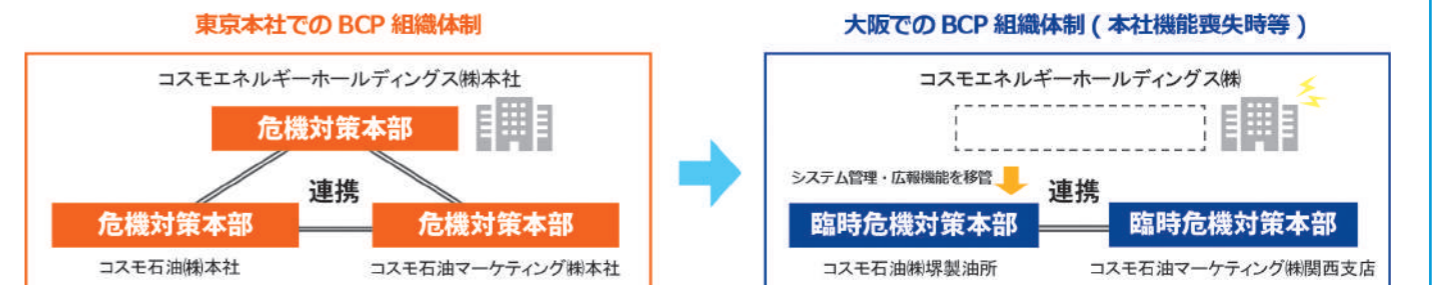 東京本社での BCP 組織体制
コスモエネルギーホールディングス㈱本社
危機対策本部
連携
危機対策本部
危機対策本部
コスモ石油㈱本社
コスモ石油マーケティング㈱本社
大阪での BCP 組織体制 ( 本社機能喪失時等 )
コスモエネルギーホールディングス㈱
システム管理・広報機能を移管
連携
臨時危機対策本部
臨時危機対策本部
コスモ石油㈱堺製油所
コスモ石油マーケティング㈱関西支店